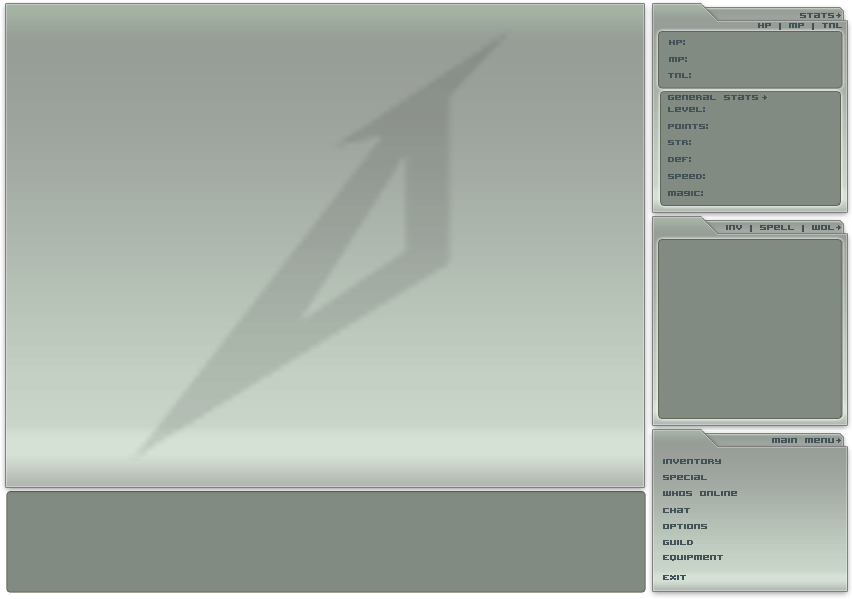 STATS
HP | MP | TNL
HP:
MP:
TNL:
GENERAL STATS
LEVEL:
POINTS:
STR:
DEF:
SPEED:
MAGIC:
INV | SPELL | WOL
MAIN MENU
INVENTORY
SPECIAL
WHOS ONLINE
CHAT
OPTIONS
GUILD
EQUIPMENT
EXIT